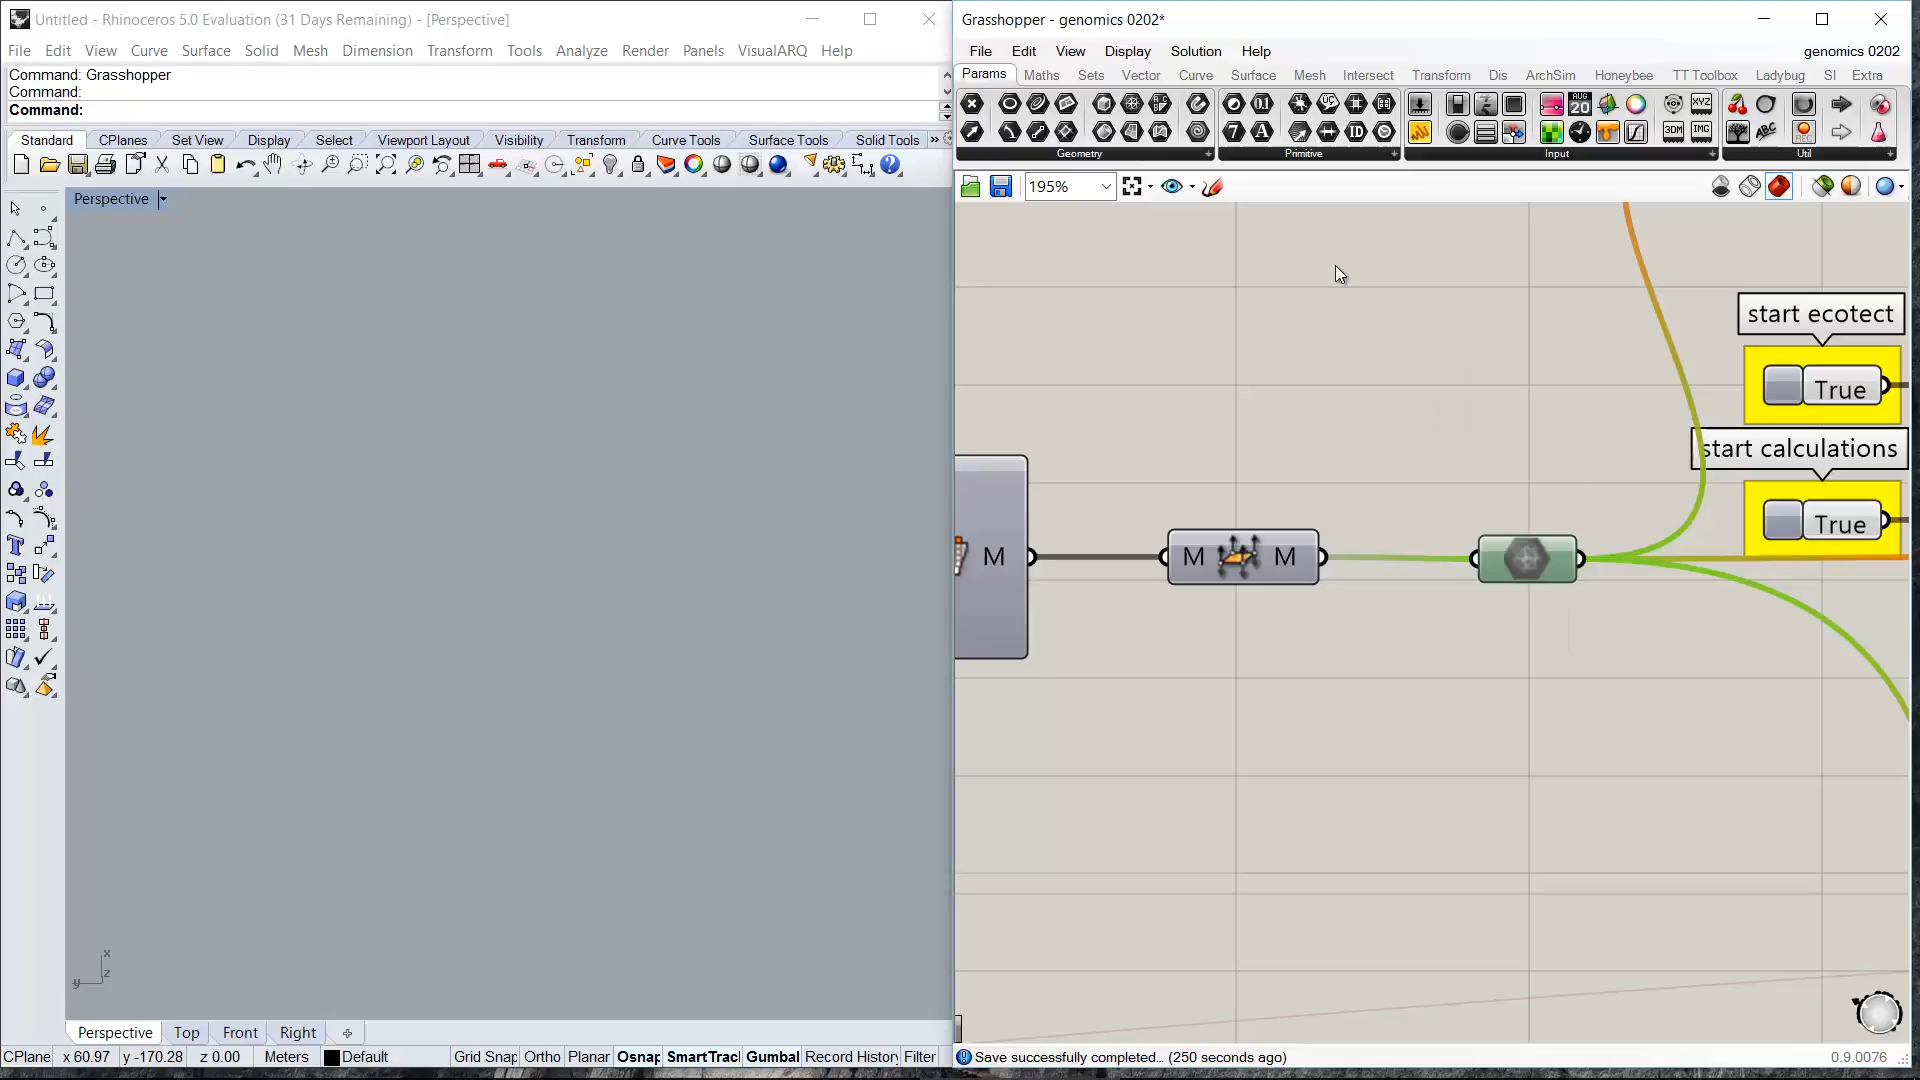 Untitled - Rhinoceros 5.0 Evaluation (31 Days Remaining) - [Perspective]
File Edit View Curve Surface Solid Mesh Dimension Transform Tools Analyze Render Panels VisualARQ Help
Command: Grasshopper
Command:
Command:
Standard CPlanes Set View Display Select Viewport Layout Visibility Transform Curve Tools Surface Tools Solid Tools »
Perspective
x
z
y
Perspective Top Front Right
CPlane x 60.97 y -170.28 z 0.00 Meters Default Grid Snap Ortho Planar Osnap SmartTrac Gumbal Record History Filter
Grasshopper - genomics 0202*
File Edit View Display Solution Help genomics 0202
Params Maths Sets Vector Curve Surface Mesh Intersect Transform Dis ArchSim Honeybee TT Toolbox Ladybug SI Extra
Geometry Primitive Input Util
195%
start ecotect
True
start calculations
True
M M M
Save successfully completed... (250 seconds ago) 0.9.0076